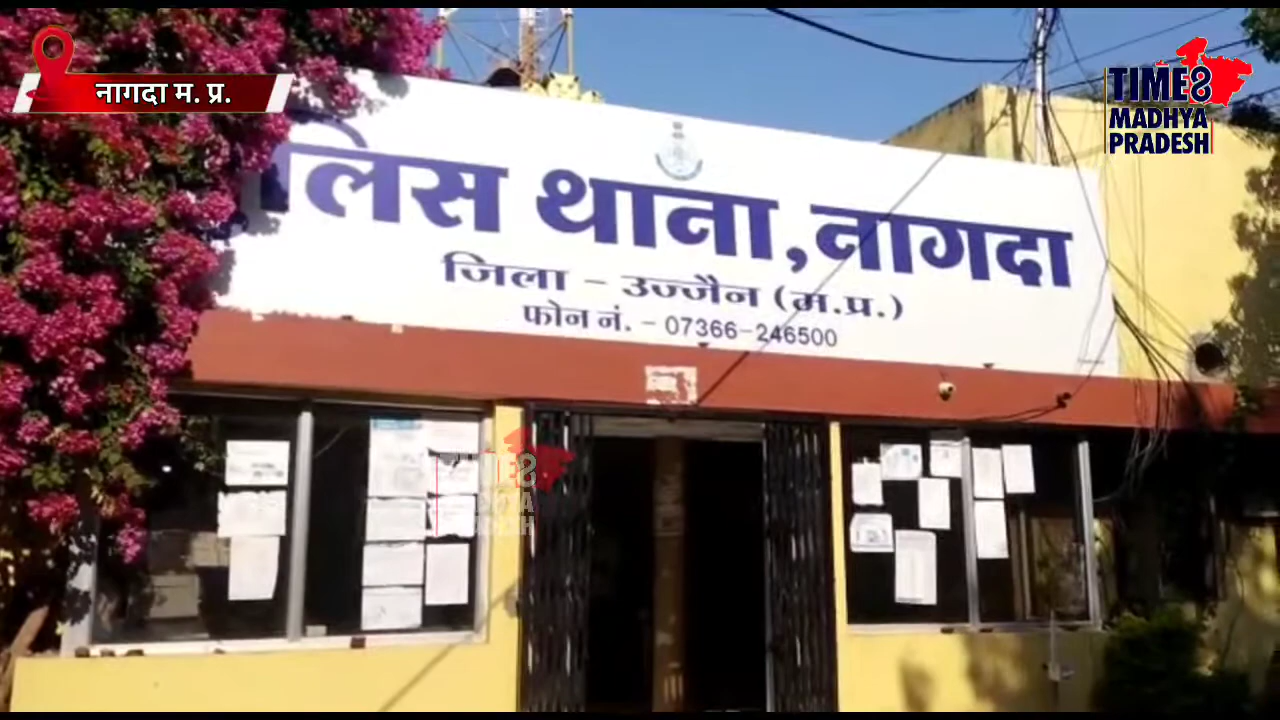 नागदा म. प्र.
TIME8
MADHYA
PRADESH
लिस थाना, नागदा
जिला - उज्जैन (म.प्र.)
फोन नं. - 07366-246500